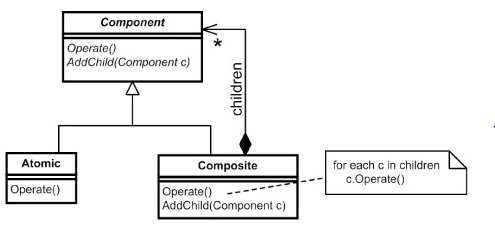 Component
Operate()
AddChild(Component c)
*
children
Atomic
Operate()
Composite
Operate()
AddChild(Component c)
for each c in children
c.Operate()